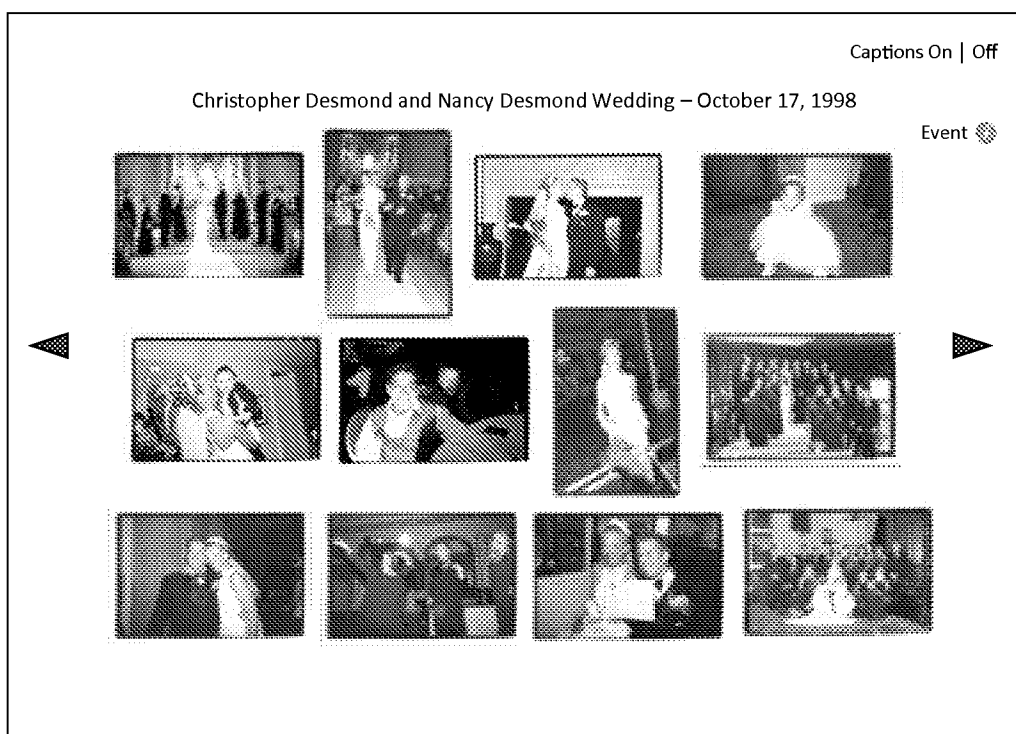 Captions On | Off
Christopher Desmond and Nancy Desmond Wedding – October 17, 1998
Event